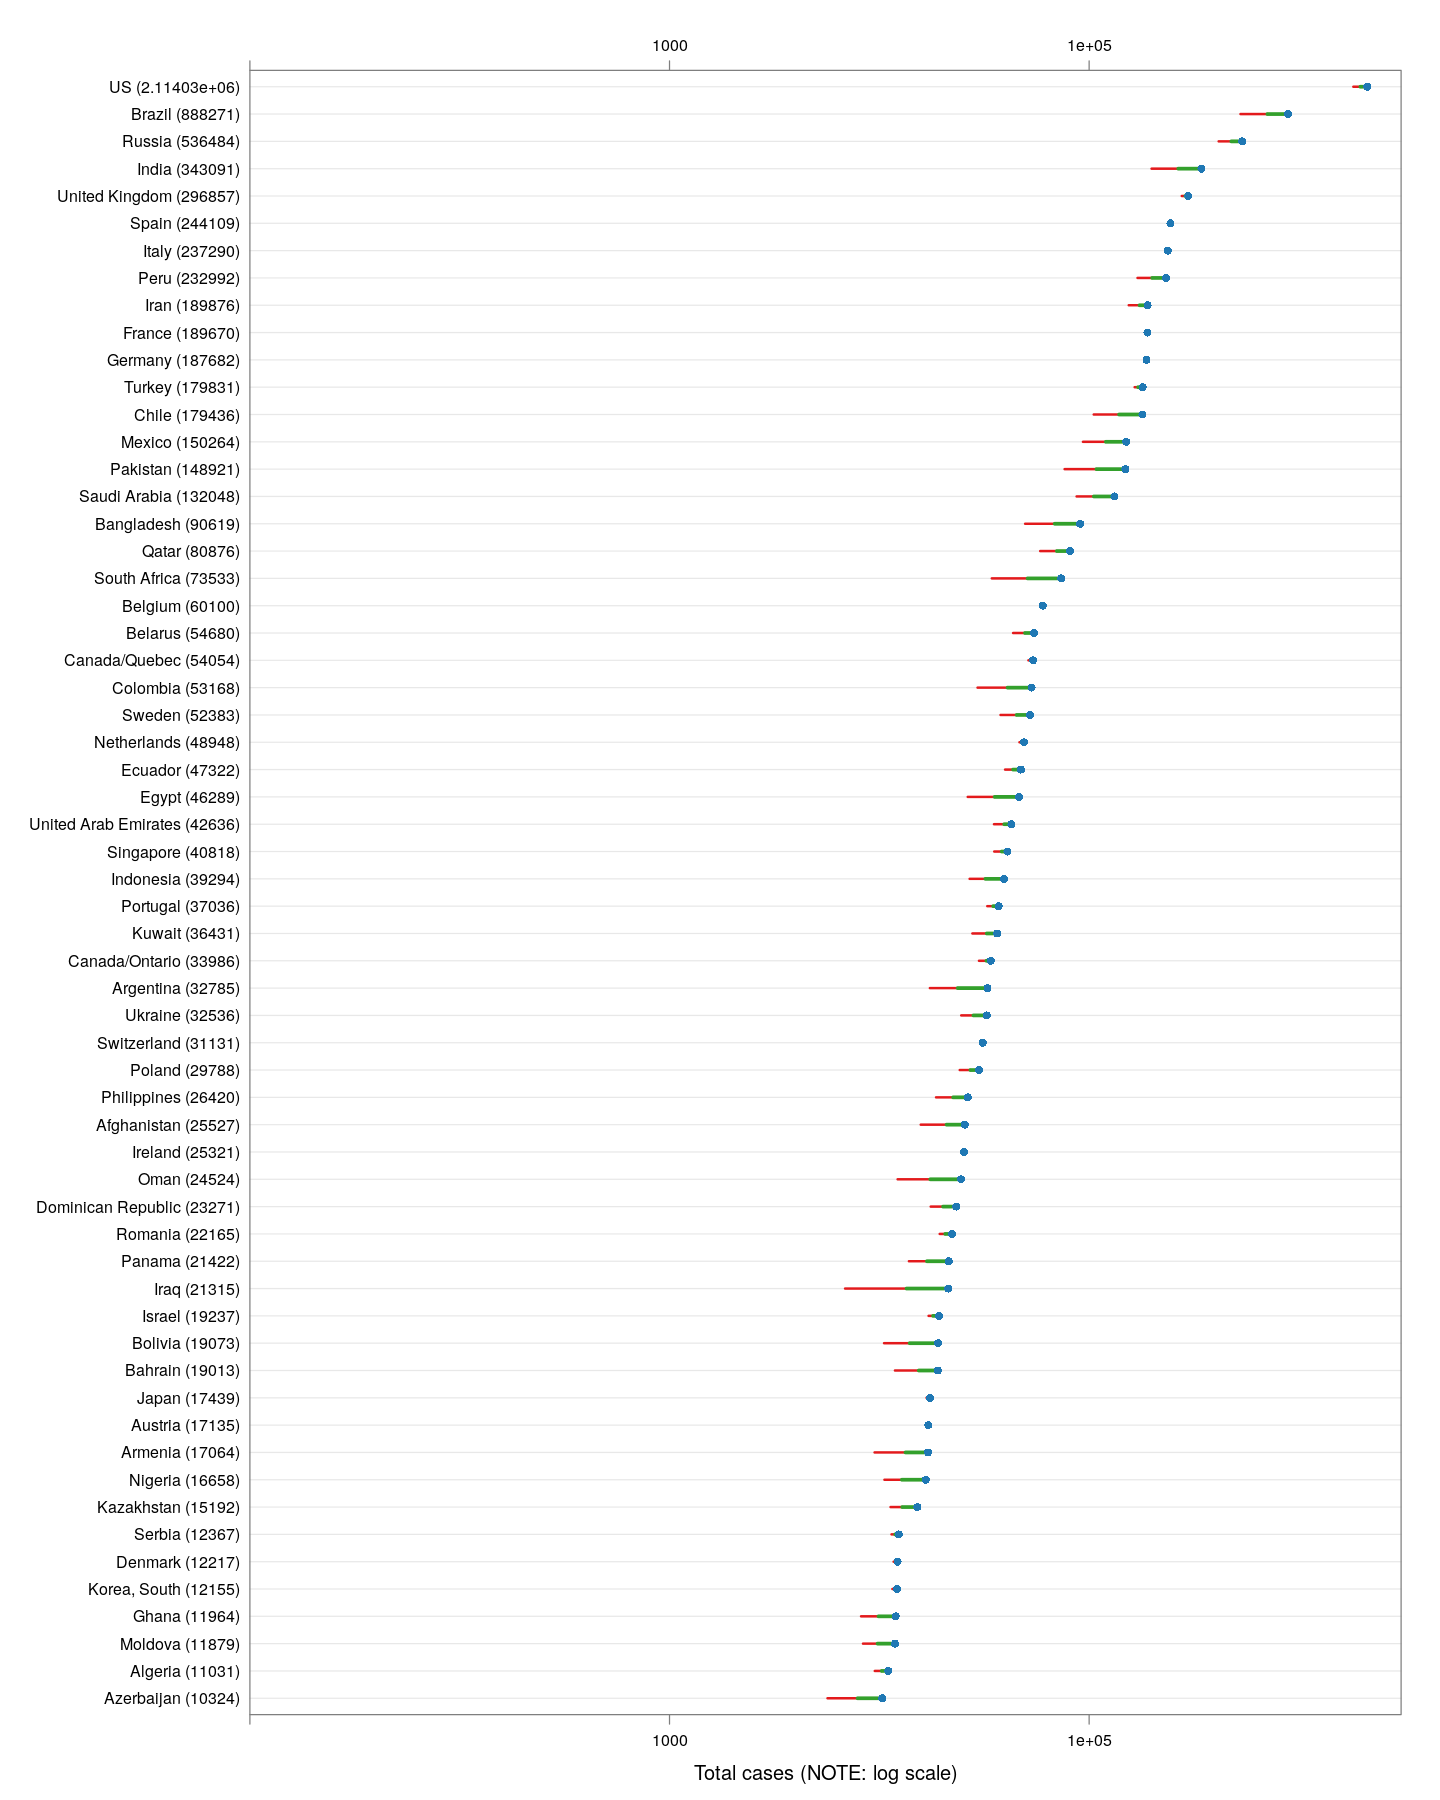 1000 1e+05
US (2.11403e+06)
Brazil (888271)
Russia (536484)
India (343091)
United Kingdom (296857)
Spain (244109)
Italy (237290)
Peru (232992)
Iran (189876)
France (189670)
Germany (187682)
Turkey (179831)
Chile (179436)
Mexico (150264)
Pakistan (148921)
Saudi Arabia (132048)
Bangladesh (90619)
Qatar (80876)
South Africa (73533)
Belgium (60100)
Belarus (54680)
Canada/Quebec (54054)
Colombia (53168)
Sweden (52383)
Netherlands (48948)
Ecuador (47322)
Egypt (46289)
United Arab Emirates (42636)
Singapore (40818)
Indonesia (39294)
Portugal (37036)
Kuwait (36431)
Canada/Ontario (33986)
Argentina (32785)
Ukraine (32536)
Switzerland (31131)
Poland (29788)
Philippines (26420)
Afghanistan (25527)
Ireland (25321)
Oman (24524)
Dominican Republic (23271)
Romania (22165)
Panama (21422)
Iraq (21315)
Israel (19237)
Bolivia (19073)
Bahrain (19013)
Japan (17439)
Austria (17135)
Armenia (17064)
Nigeria (16658)
Kazakhstan (15192)
Serbia (12367)
Denmark (12217)
Korea, South (12155)
Ghana (11964)
Moldova (11879)
Algeria (11031)
Azerbaijan (10324)
1000 1e+05
Total cases (NOTE: log scale)